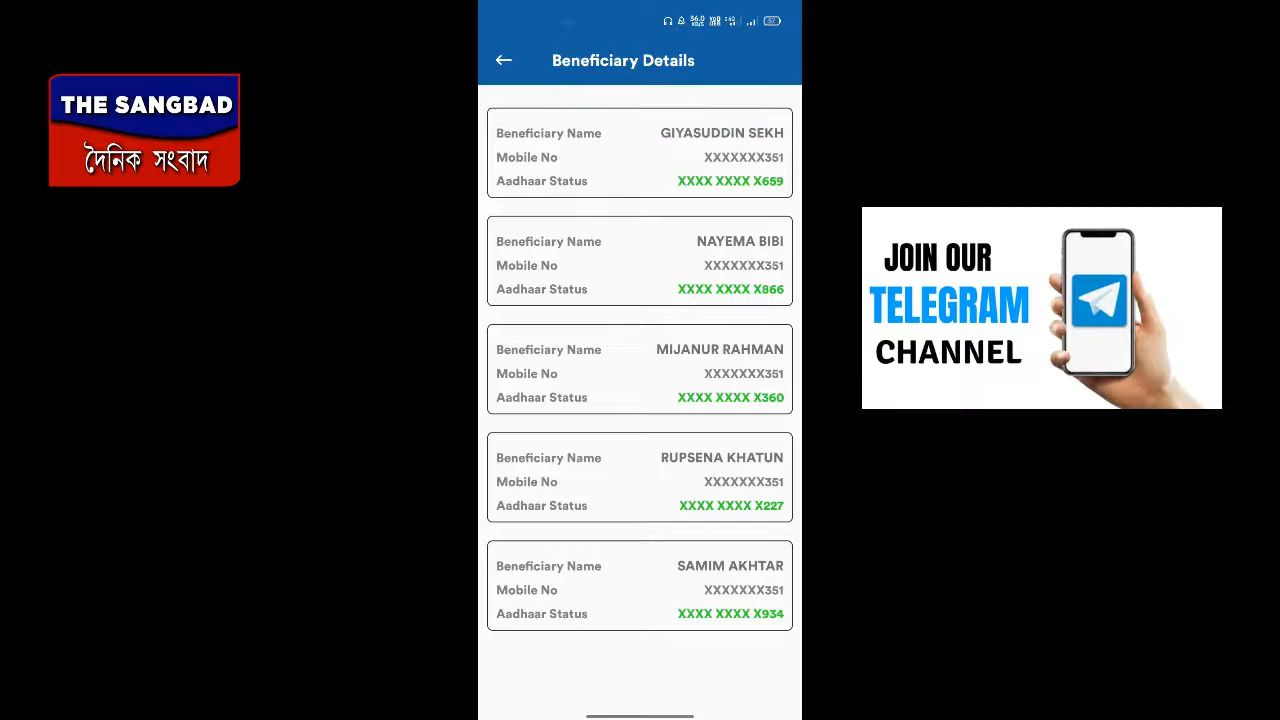 THE SANGBAD
দৈনিক সংবাদ
Beneficiary Details
Beneficiary Name GIYASUDDIN SEKH
Mobile No XXXXXXX351
Aadhaar Status XXXX XXXX X659
Beneficiary Name NAYEMA BIBI
Mobile No XXXXXXX351
Aadhaar Status XXXX XXXX X866
Beneficiary Name MIJANUR RAHMAN
Mobile No XXXXXXX351
Aadhaar Status XXXX XXXX X360
Beneficiary Name RUPSENA KHATUN
Mobile No XXXXXXX351
Aadhaar Status XXXX XXXX X227
Beneficiary Name SAMIM AKHTAR
Mobile No XXXXXXX351
Aadhaar Status XXXX XXXX X934
JOIN OUR
TELEGRAM
CHANNEL